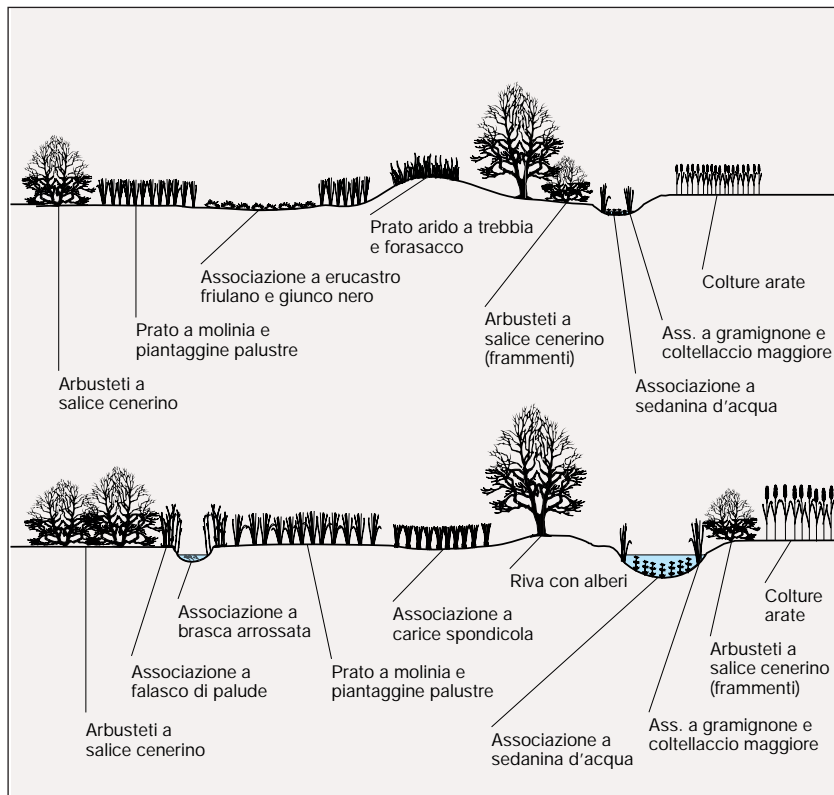 Prato arido a trebbia
e forasacco
Associazione a erucastro
friulano e giunco nero
Colture arate
Prato a molinia e
piantaggine palustre
Arbusteti a
salice cenerino
(frammenti)
Ass. a gramignone e
coltellaccio maggiore
Arbusteti a
salice cenerino
Associazione a
sedanina d'acqua
Riva con alberi
Associazione a
brasca arrossata
Associazione a
carice spondicola
Colture
arate
Associazione a
falasco di palude
Prato a molinia e
piantaggine palustre
Arbusteti a
salice cenerino
(frammenti)
Arbusteti a
salice cenerino
Associazione a
sedanina d'acqua
Ass. a gramignone e
coltellaccio maggiore